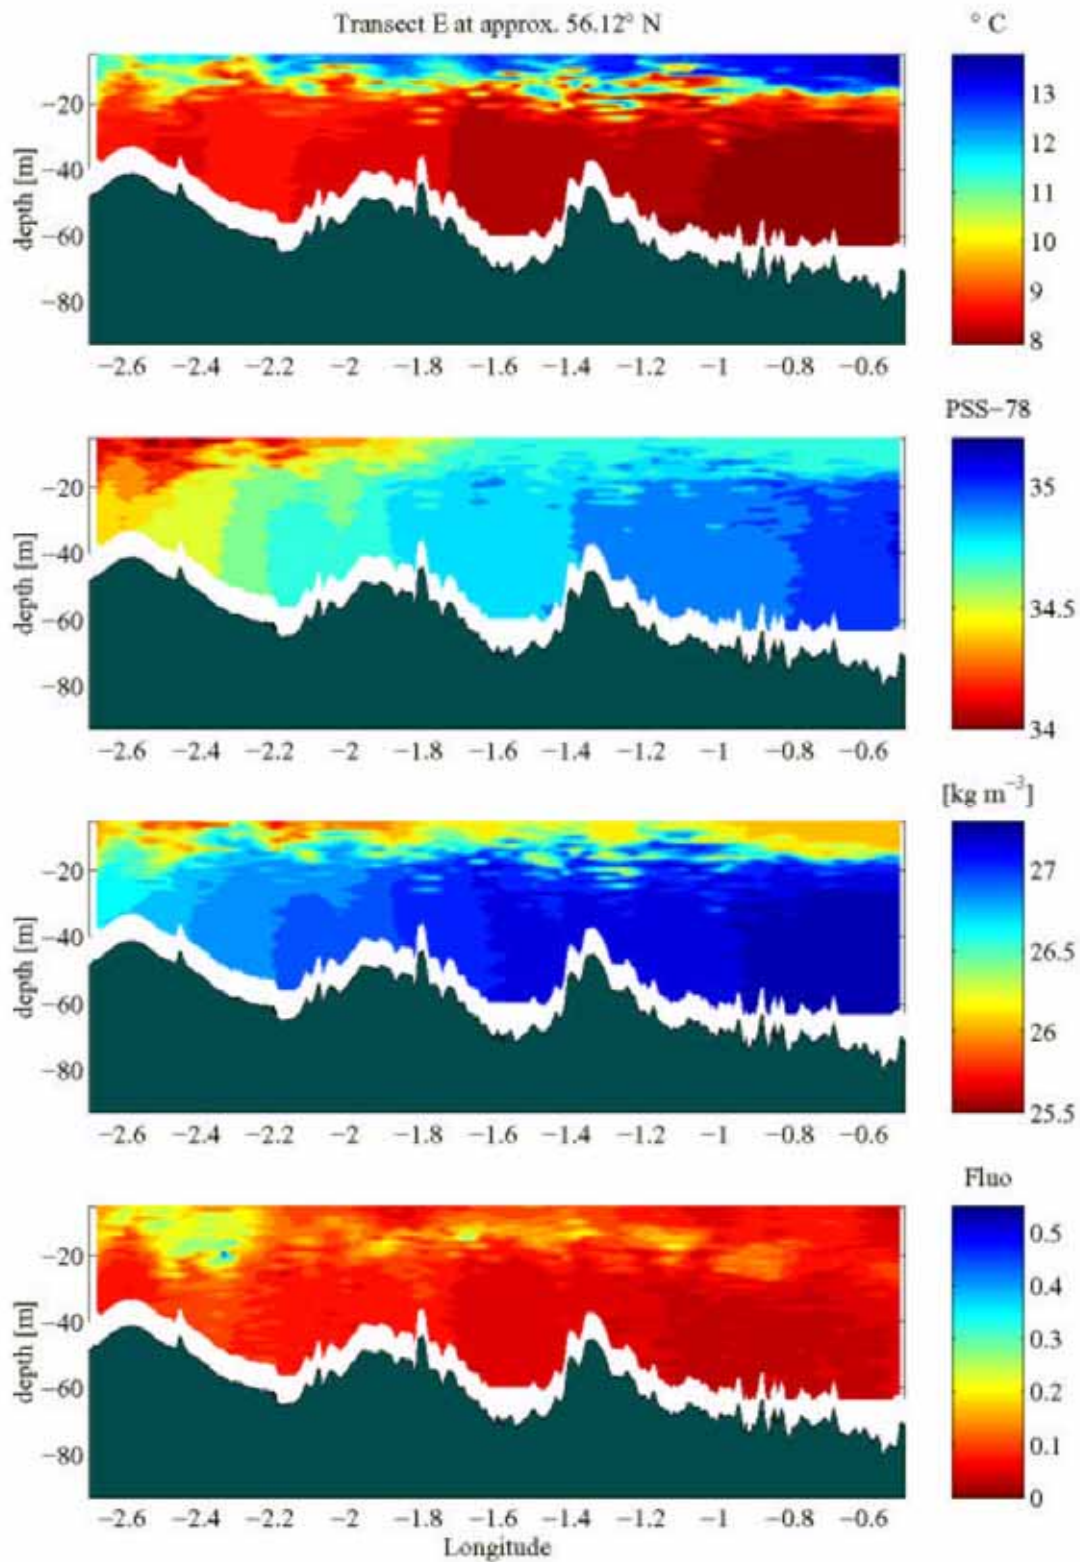 Transect E at approx. 56.12° N
° C
−20
−40
−60
−80
depth [m]
13
12
11
10
9
8
−2.6 −2.4 −2.2 −2 −1.8 −1.6 −1.4 −1.2 −1 −0.8 −0.6
PSS−78
−20
−40
−60
−80
depth [m]
35
34.5
34
−2.6 −2.4 −2.2 −2 −1.8 −1.6 −1.4 −1.2 −1 −0.8 −0.6
[kg m⁻³]
−20
−40
−60
−80
depth [m]
27
26.5
26
25.5
−2.6 −2.4 −2.2 −2 −1.8 −1.6 −1.4 −1.2 −1 −0.8 −0.6
Fluo
−20
−40
−60
−80
depth [m]
0.5
0.4
0.3
0.2
0.1
0
−2.6 −2.4 −2.2 −2 −1.8 −1.6 −1.4 −1.2 −1 −0.8 −0.6
Longitude